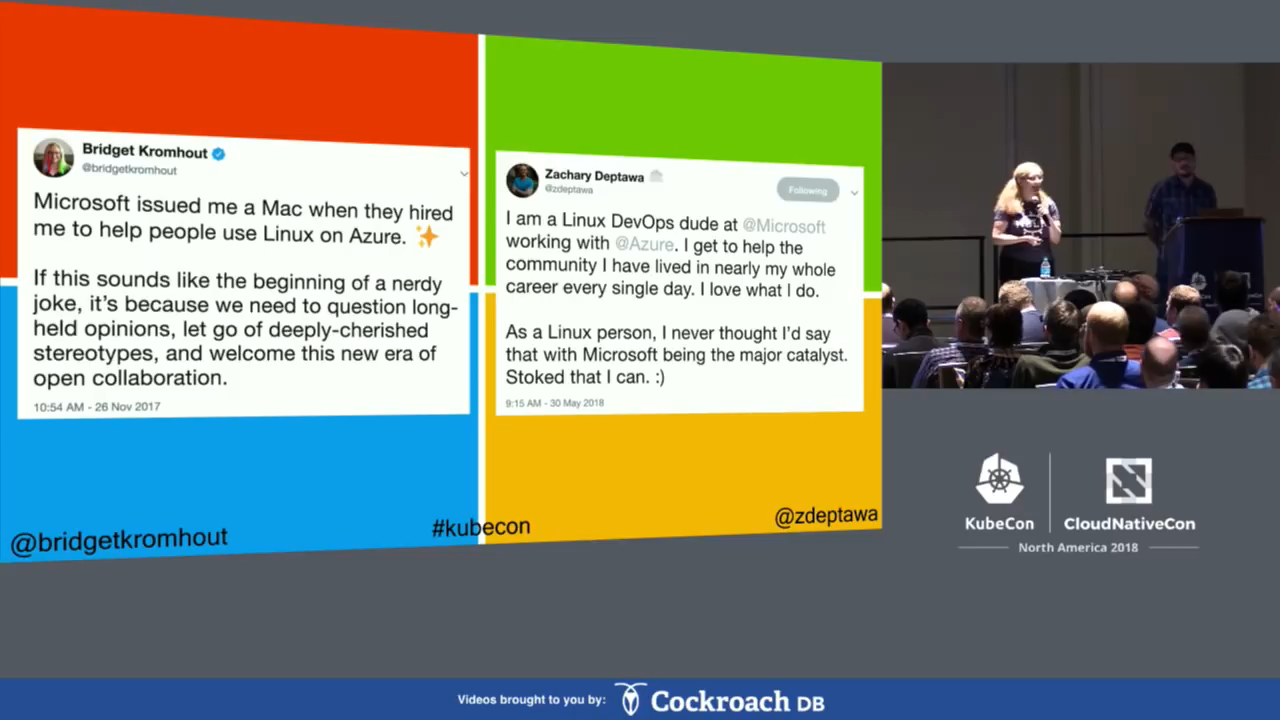 Bridget Kromhout
@bridgetkromhout
Microsoft issued me a Mac when they hired
me to help people use Linux on Azure. ✨
If this sounds like the beginning of a nerdy
joke, it's because we need to question long-
held opinions, let go of deeply-cherished
stereotypes, and welcome this new era of
open collaboration.
10:54 AM - 26 Nov 2017
Zachary Deptawa
@zdeptawa
Following
I am a Linux DevOps dude at @Microsoft
working with @Azure. I get to help the
community I have lived in nearly my whole
career every single day. I love what I do.
As a Linux person, I never thought I'd say
that with Microsoft being the major catalyst.
Stoked that I can. :)
9:15 AM - 30 May 2018
@bridgetkromhout
#kubecon
@zdeptawa
KubeCon
CloudNativeCon
North America 2018
Videos brought to you by:
Cockroach DB